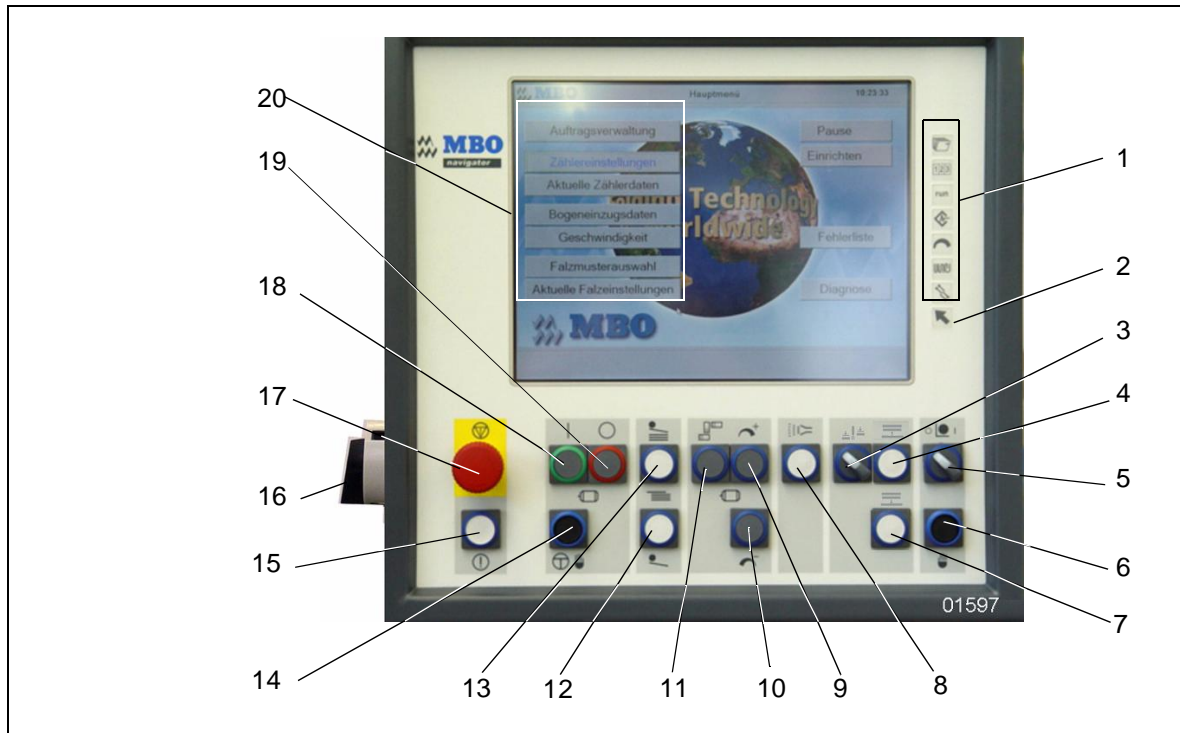 MBO Hauptmenü 10:23:33
Auftragsverwaltung
Zählereinstellungen
Aktuelle Zählerdaten
Bogeneinzugsdaten
Geschwindigkeit
Falzmusterauswahl
Aktuelle Falzeinstellungen
Pause
Einrichten
Fehlerliste
Diagnose
Technology
MBO
MBO
navigator
123
run
20
19
18
17
16
15
14
13
12
11
10
9
8
7
6
5
4
3
2
1
01597